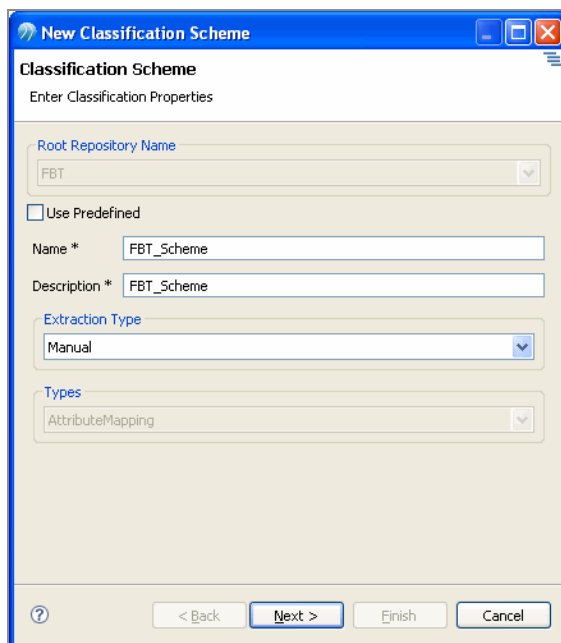 New Classification Scheme
Classification Scheme
Enter Classification Properties
Root Repository Name
FBT
Use Predefined
Name * FBT_Scheme
Description * FBT_Scheme
Extraction Type
Manual
Types
AttributeMapping
? < Back Next > Finish Cancel